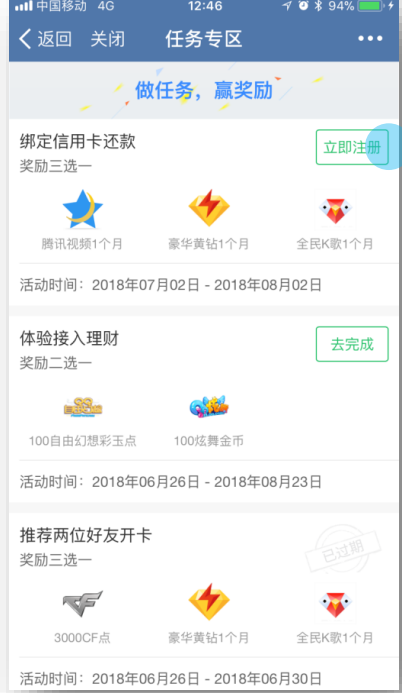 中国移动 4G 12:46 94%
返回 关闭 任务专区
做任务，赢奖励
绑定信用卡还款 立即注册
奖励三选一
腾讯视频1个月 豪华黄钻1个月 全民K歌1个月
活动时间：2018年07月02日 - 2018年08月02日
体验接入理财 去完成
奖励二选一
100自由幻想彩玉点 100炫舞金币
活动时间：2018年06月26日 - 2018年08月23日
推荐两位好友开卡 已过期
奖励三选一
3000CF点 豪华黄钻1个月 全民K歌1个月
活动时间：2018年06月26日 - 2018年06月30日